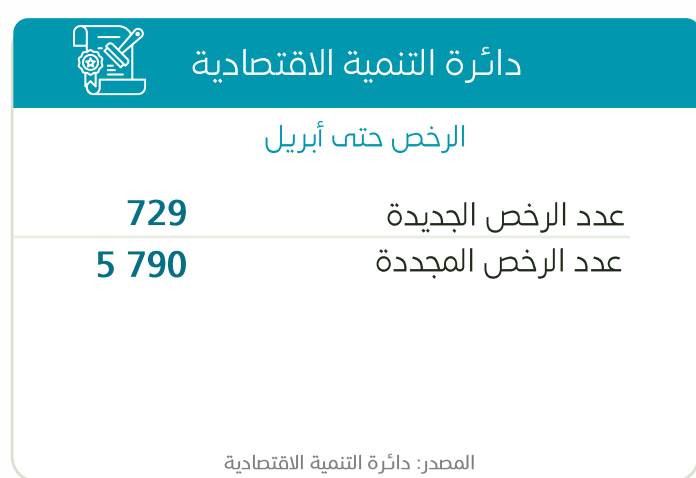 دائرة التنمية الاقتصادية
الرخص حتى أبريل
عدد الرخص الجديدة 729
عدد الرخص المجددة 5 790
المصدر: دائرة التنمية الاقتصادية